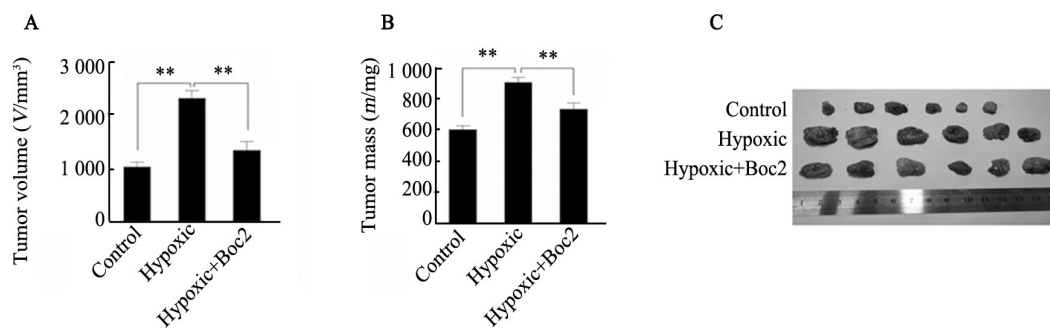 A
Tumor volume (V/mm³)
3 000
2 000
1 000
0
**
**
Control
Hypoxic
Hypoxic+Boc2
B
Tumor mass (m/mg)
1 000
800
600
400
200
0
**
**
Control
Hypoxic
Hypoxic+Boc2
C
Control
Hypoxic
Hypoxic+Boc2